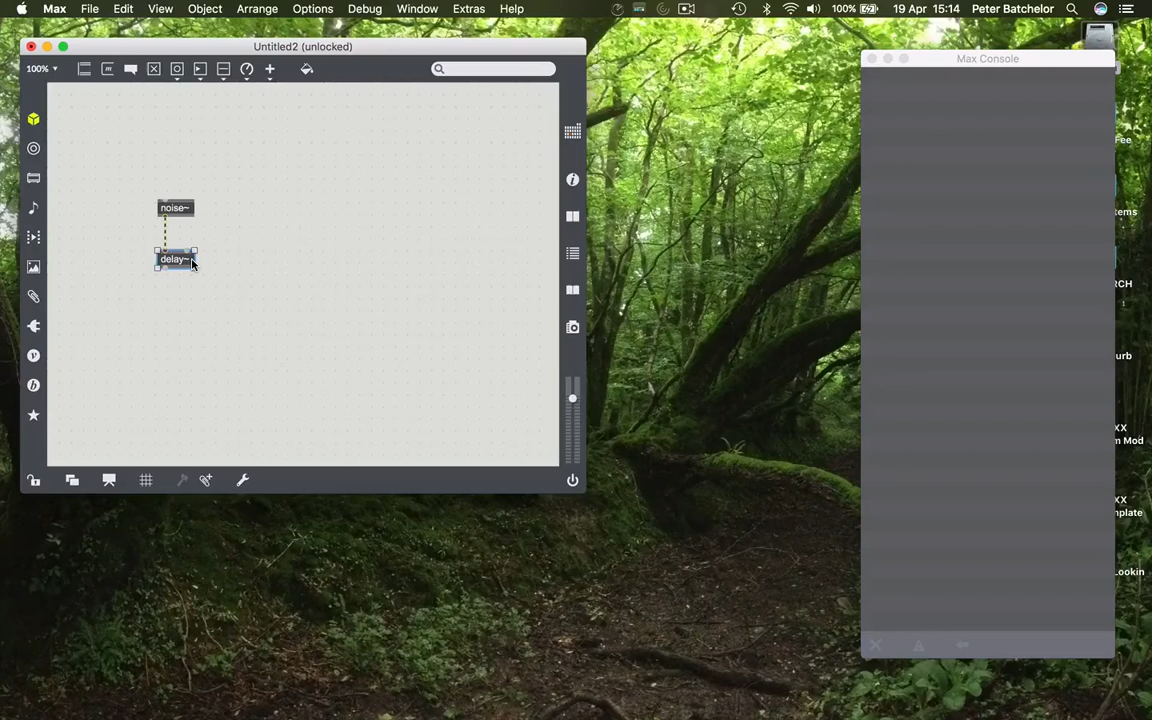 Max File Edit View Object Arrange Options Debug Window Extras Help 100% 19 Apr 15:14 Peter Batchelor
Untitled2 (unlocked)
Max Console
100%
noise~
delay~
Fee
tems
RCH
urb
XX
m Mod
XX
nplate
Lookin